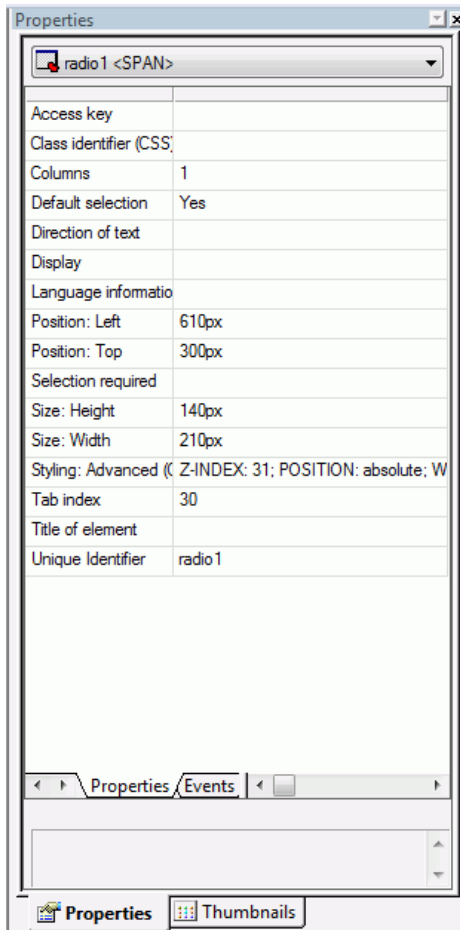 Properties
radio1 <SPAN>
Access key
Class identifier (CSS)
Columns 1
Default selection Yes
Direction of text
Display
Language informatio
Position: Left 610px
Position: Top 300px
Selection required
Size: Height 140px
Size: Width 210px
Styling: Advanced (C Z-INDEX: 31; POSITION: absolute; W
Tab index 30
Title of element
Unique Identifier radio1
Properties Events
Properties Thumbnails